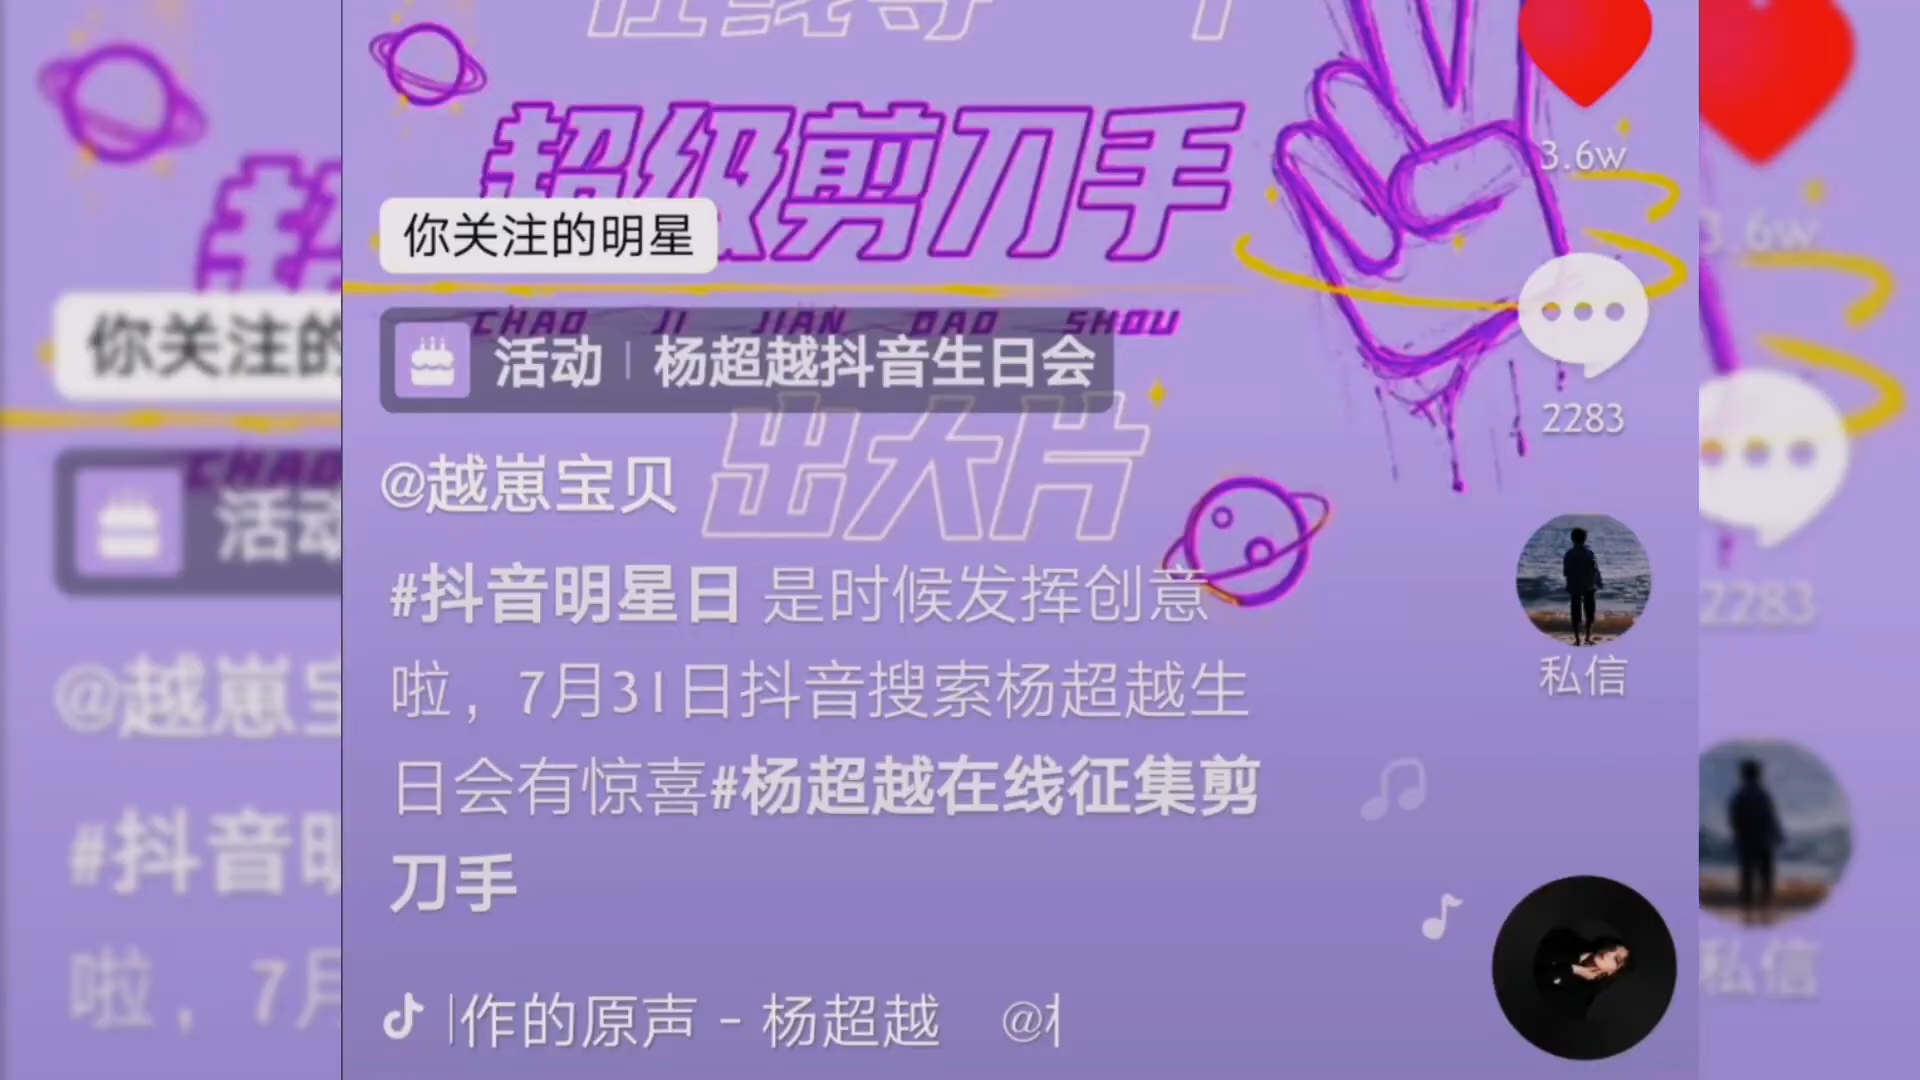 超级剪刀手
3.6w
你关注的明星
CHAO JI JIAN DAO SHOU
活动 | 杨超越抖音生日会
2283
出大片
@越崽宝贝
#抖音明星日 是时候发挥创意
啦，7月31日抖音搜索杨超越生
日会有惊喜#杨超越在线征集剪
刀手
私信
作的原声 - 杨超越 @